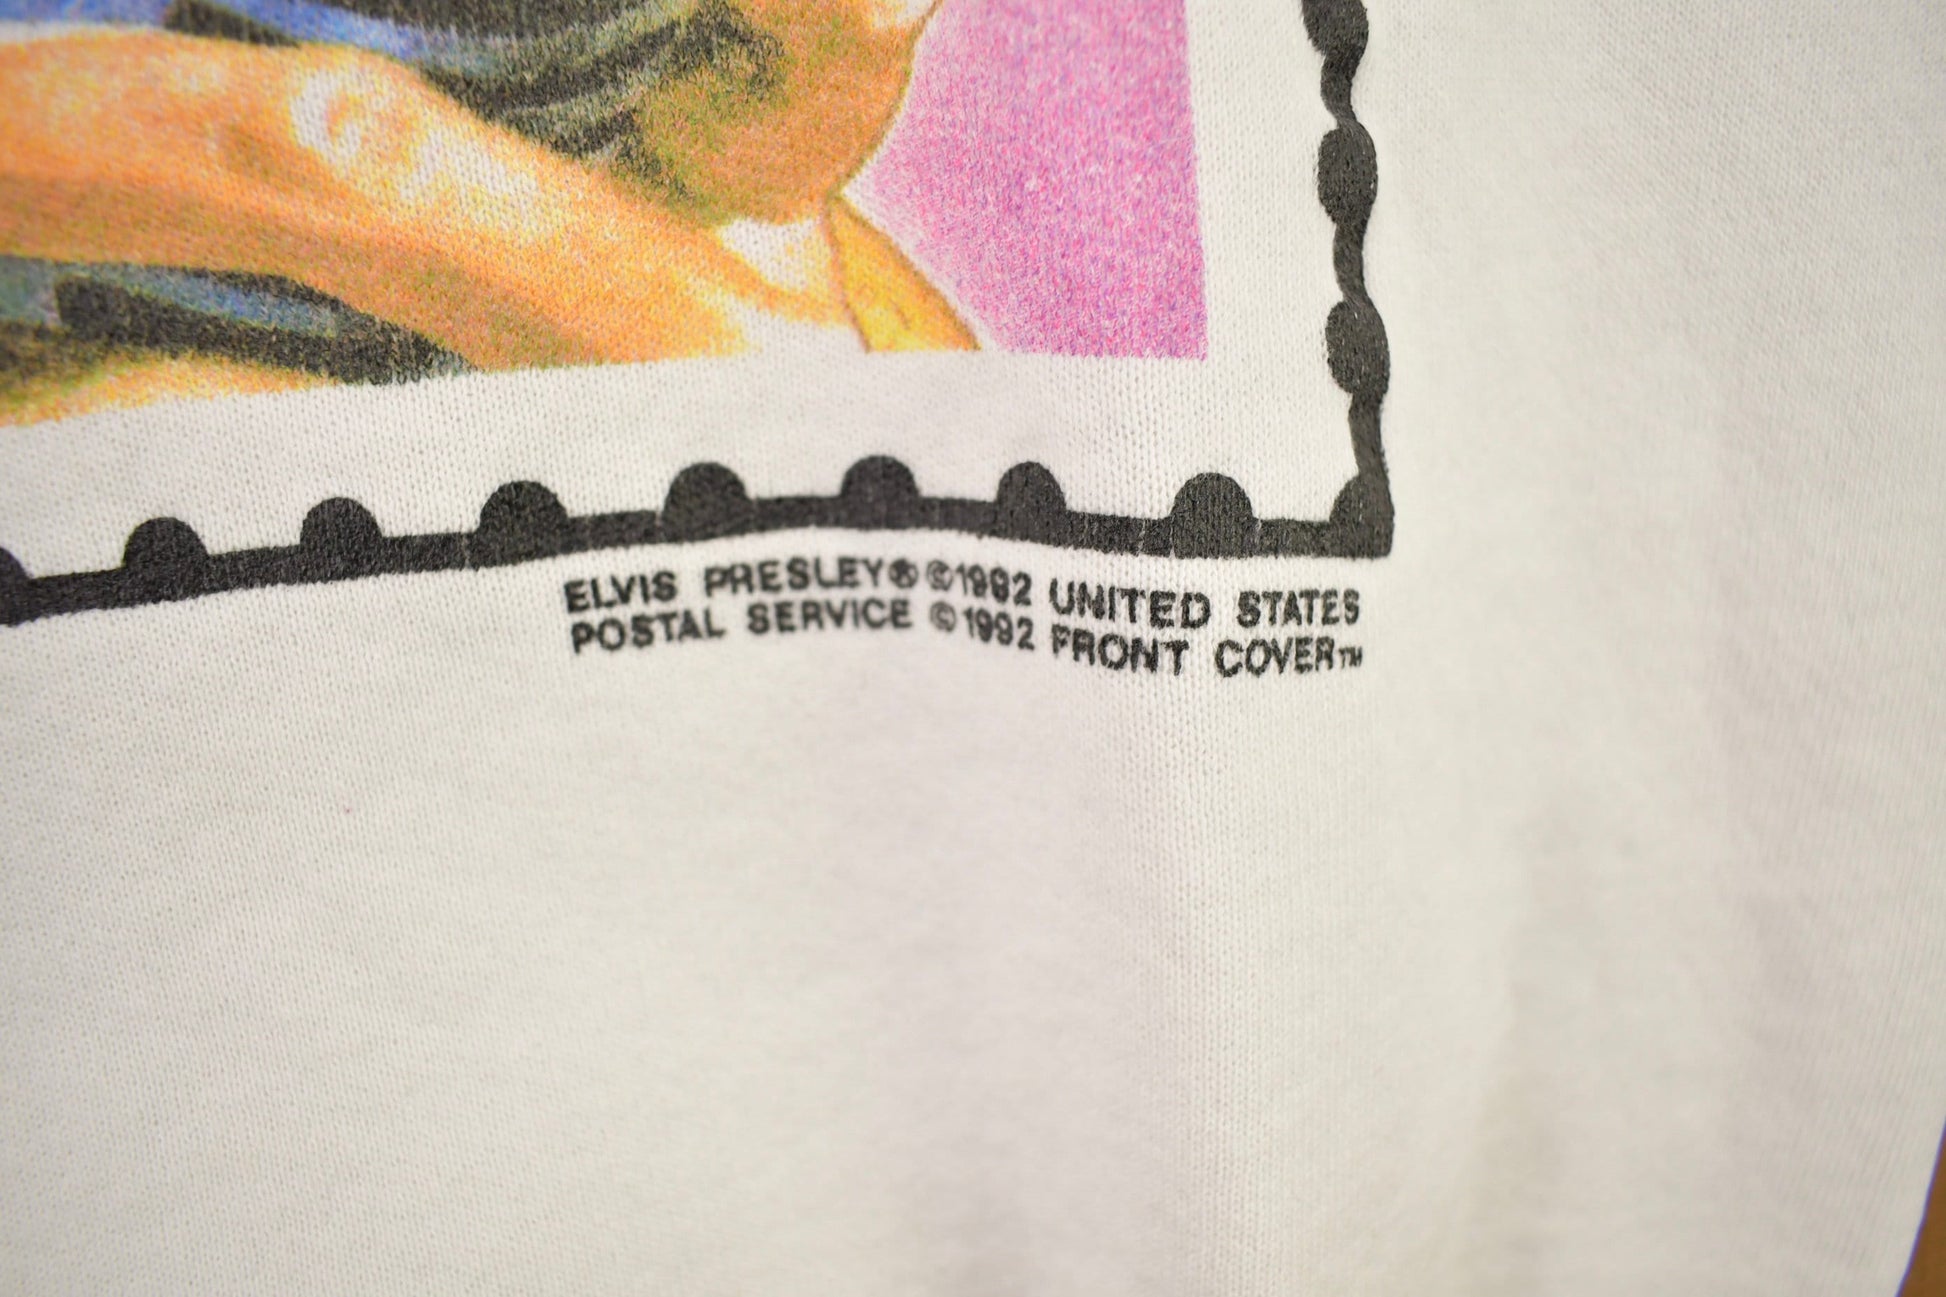 ELVIS PRESLEY® ©1992 UNITED STATES
POSTAL SERVICE ©1992 FRONT COVER™